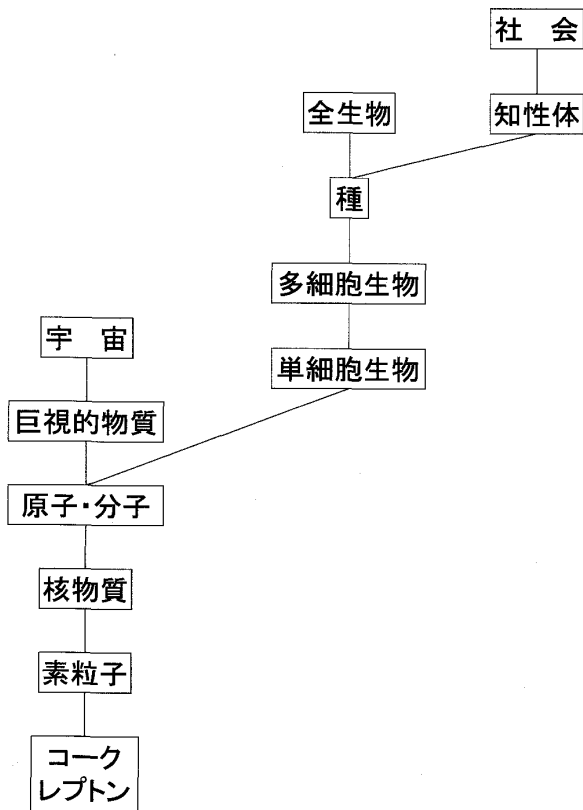 社　会
全生物
知性体
種
多細胞生物
宇　宙
単細胞生物
巨視的物質
原子・分子
核物質
素粒子
コーク
レプトン